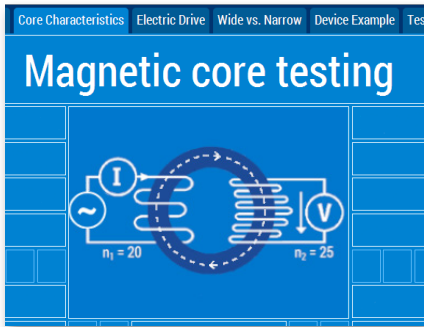 Core Characteristics Electric Drive Wide vs. Narrow Device Example
Magnetic core testing
I
~
V
n₁ = 20
n₂ = 25